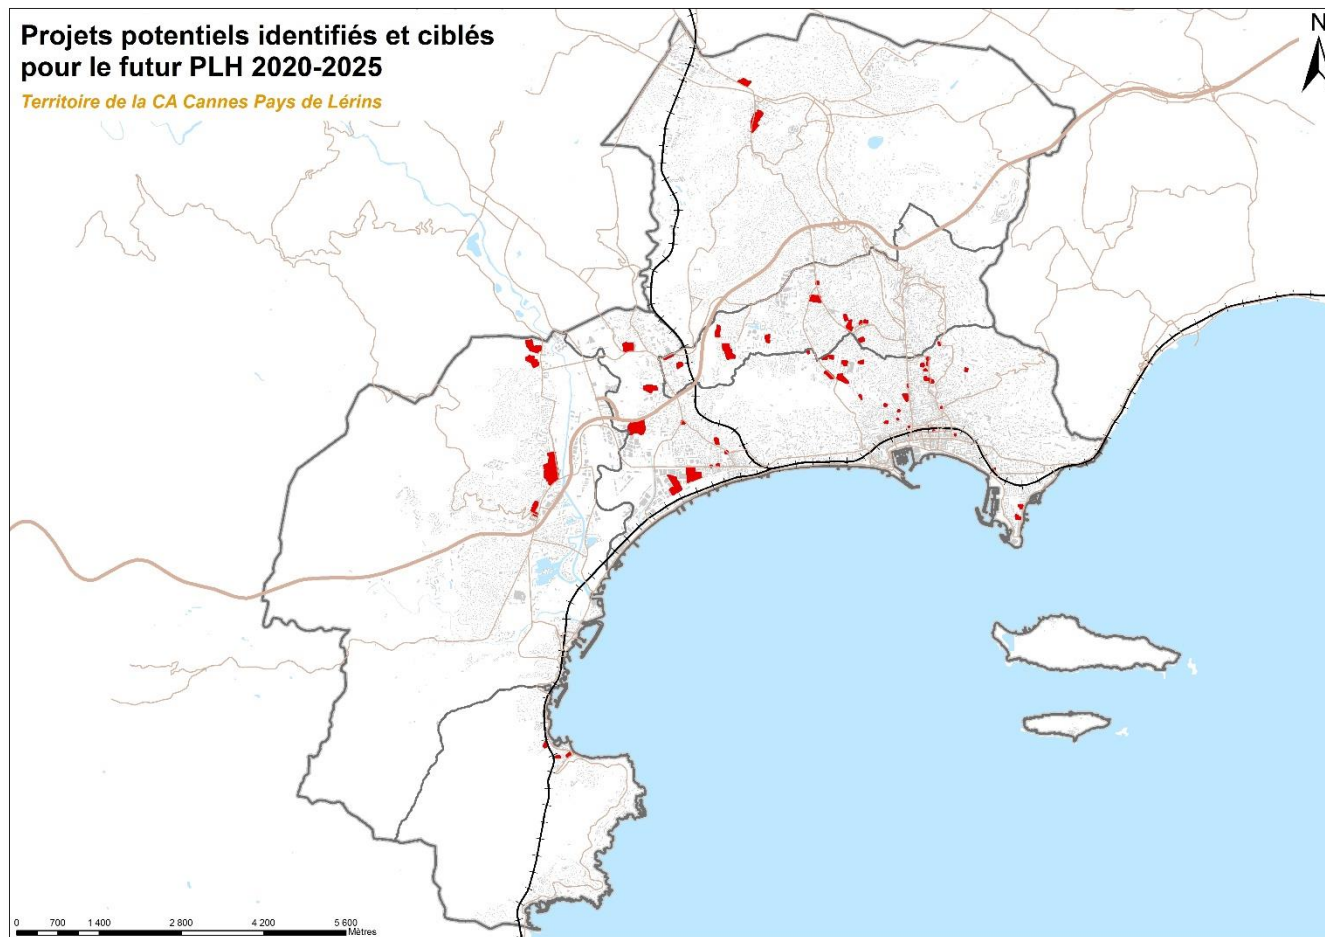 Projets potentiels identifiés et ciblés
pour le futur PLH 2020-2025
Territoire de la CA Cannes Pays de Lérins
N
0 700 1 400 2 800 4 200 5 600
Mètres